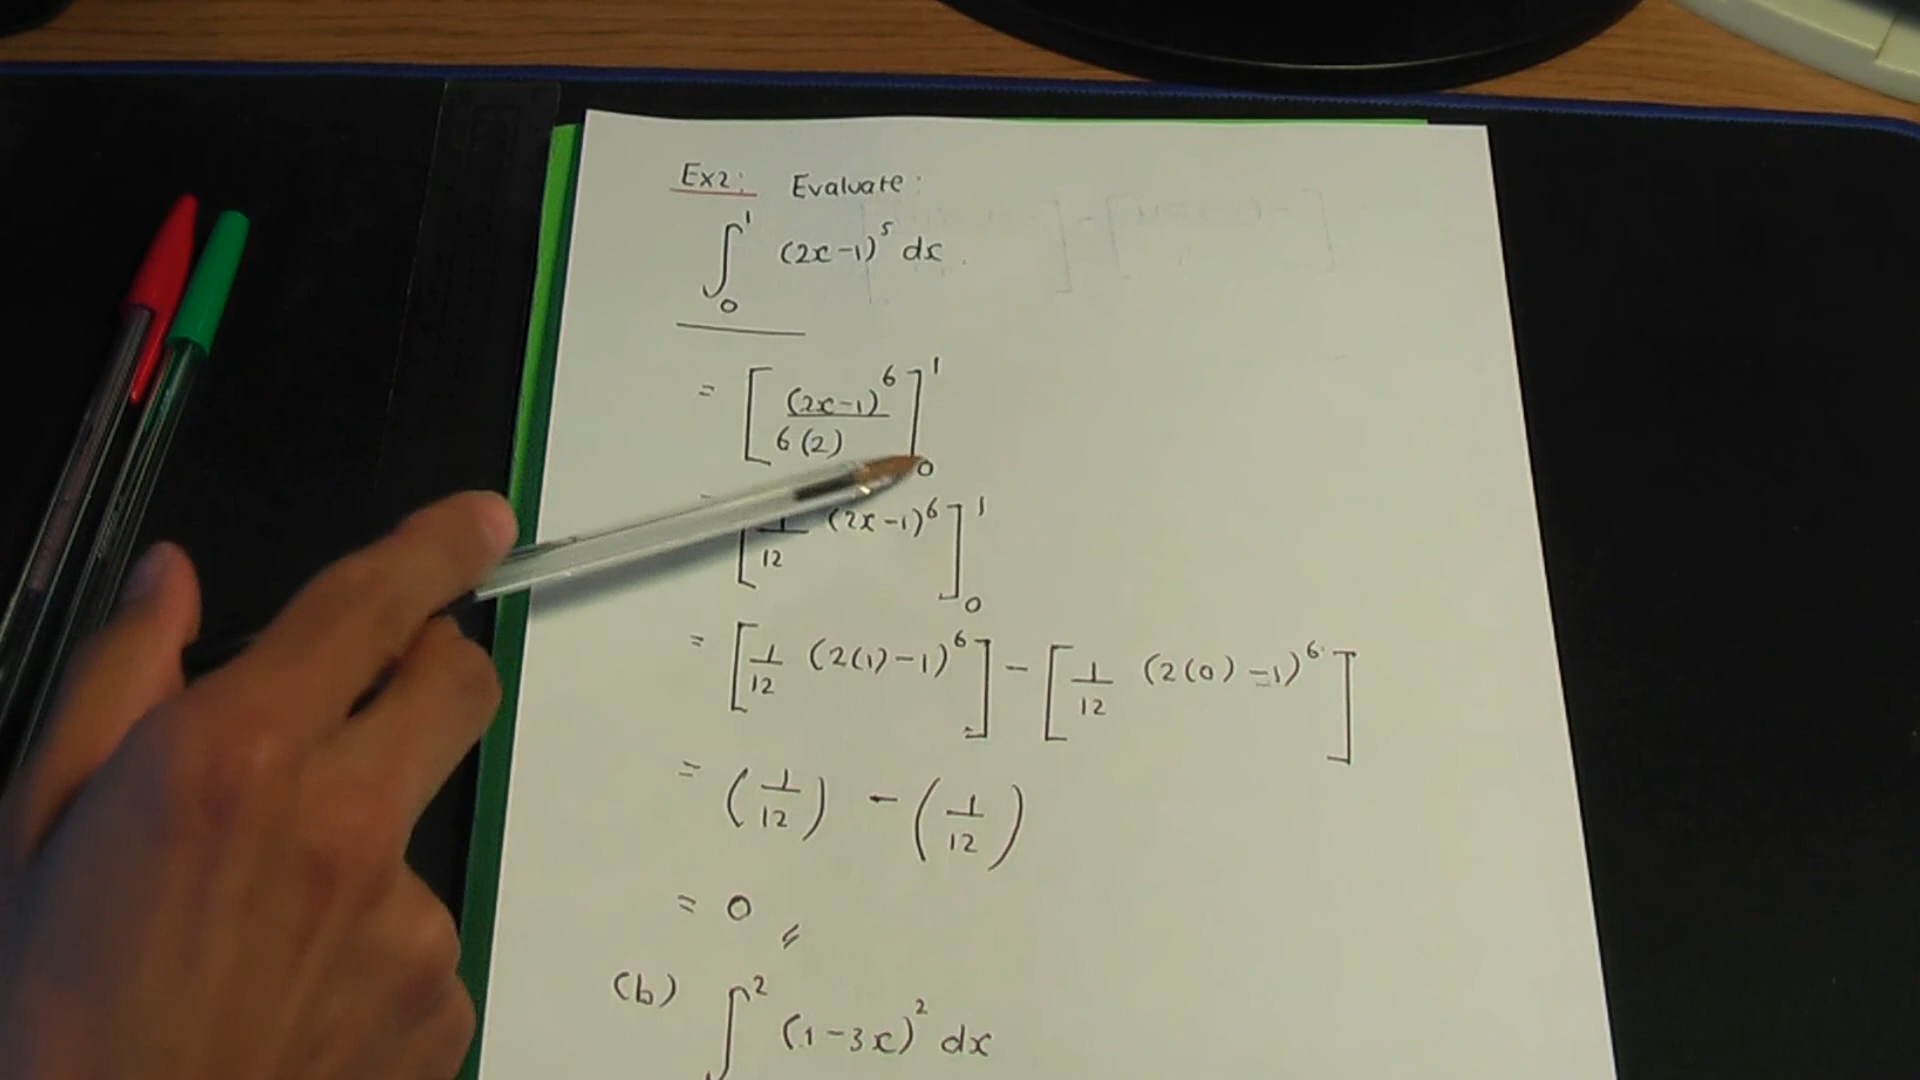 Ex2: Evaluate:
∫₀¹ (2x-1)⁵ dx
= [(2x-1)⁶ / 6(2)]₀¹
= [1/12 (2x-1)⁶]₀¹
= [1/12 (2(1)-1)⁶] - [1/12 (2(0)-1)⁶]
= (1/12) - (1/12)
= 0
(b) ∫² (1-3x)² dx